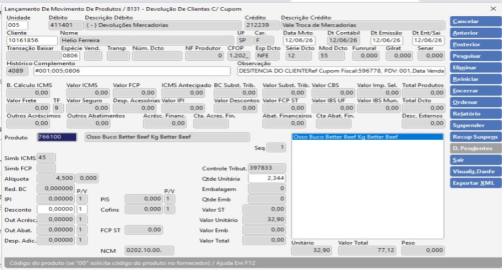 Lançamento De Movimento De Produtos / 8131 - Devolução De Clientes C/ Cupom
Unidade Débito Descrição Débito Crédito Descrição Crédito
005 411401 ( - ) Devoluções Mercadorias 212239 Vale Troca de Mercadorias
Cliente Nome UF Can. Data Mvto Dt Contábil Dt Emissão Dt Ent/Sai
10161856 Helio Ferreira SP F 12/06/26 12/06/26 12/06/26 12/06/26
Transação Baixar Espécie Vend. Transp Núm. Dcto NF Produtor CFOP Esp Dcto Série Dcto Mod Dcto Funrural Gilrat Senar
0806 0 1.202_ NFE 12 55 0,000 0,000 0,000
Histórico Complemento Observação
4089 #001;005;0806 DESITENCIA DO CLIENTERef Cupom Fiscal:596778, PDV: 001,Data Venda
B. Cálculo ICMS Valor ICMS Valor FCP ICMS Antecipado BC Subst. Trib. Valor Subst. Trib. Valor CBS Valor Imp. Sel. Total Produtos
0,00 0,00 0,00 0,00 0,00 0,00 0,00 0,00 0,00
Valor Frete TF Valor Seguro Desp. Acessórias Valor IPI Valor Descontos Valor FCP ST Valor IBS UF Valor IBS Mun. Total Dcto
0,00 9 0,00 0,00 0,00 0,00 0,00 0,00 0,00 0,00
Outros Acréscimos Outros Abatimentos Acrésc. Financ. Cta. Acres. Fin. Abat. Financeiros Cta Abat. Fin. Desc. Externos
0,00 0,00 0,00 0,00 0,00
Produto 766100 Osso Buco Better Beef Kg Better Beef Osso Buco Better Beef Kg Better Beef
Seq 1
Simb ICMS 45
Simb FCP Controle Tribut. 397833
Alíquota 4,500 0,000 Qtde Unitária 2,344
Red. BC 0,00000 P/V Embalagem 0
IPI 0,00000 1 PIS 0,000 1 P/V Qtde Emb 0
Desconto 0,00000 1 Cofins 0,000 1 Valor ST 0,00
Out Acrésc. 0,00000 1 Valor Unitário 32,90
Out Abat. 0,00000 1 FCP ST 0,00 Valor Emb 0,00
Desp. Adic. 0,00000 1 Valor Total 0,00
NCM 0202.10.00.
Unitário Valor Total Peso
32,90 77,12 0,000
Código do produto (se "00" solicita código do produto no fornecedor) / Ajuda Em F12
Cancelar
Anterior
Posterior
Pesquisar
Eliminar
Reiniciar
Encerrar
Ordenar
Relatório
Suspender
Recup Suspens
D. Pendentes
Sair
Visualiz.Danfe
Exportar XML